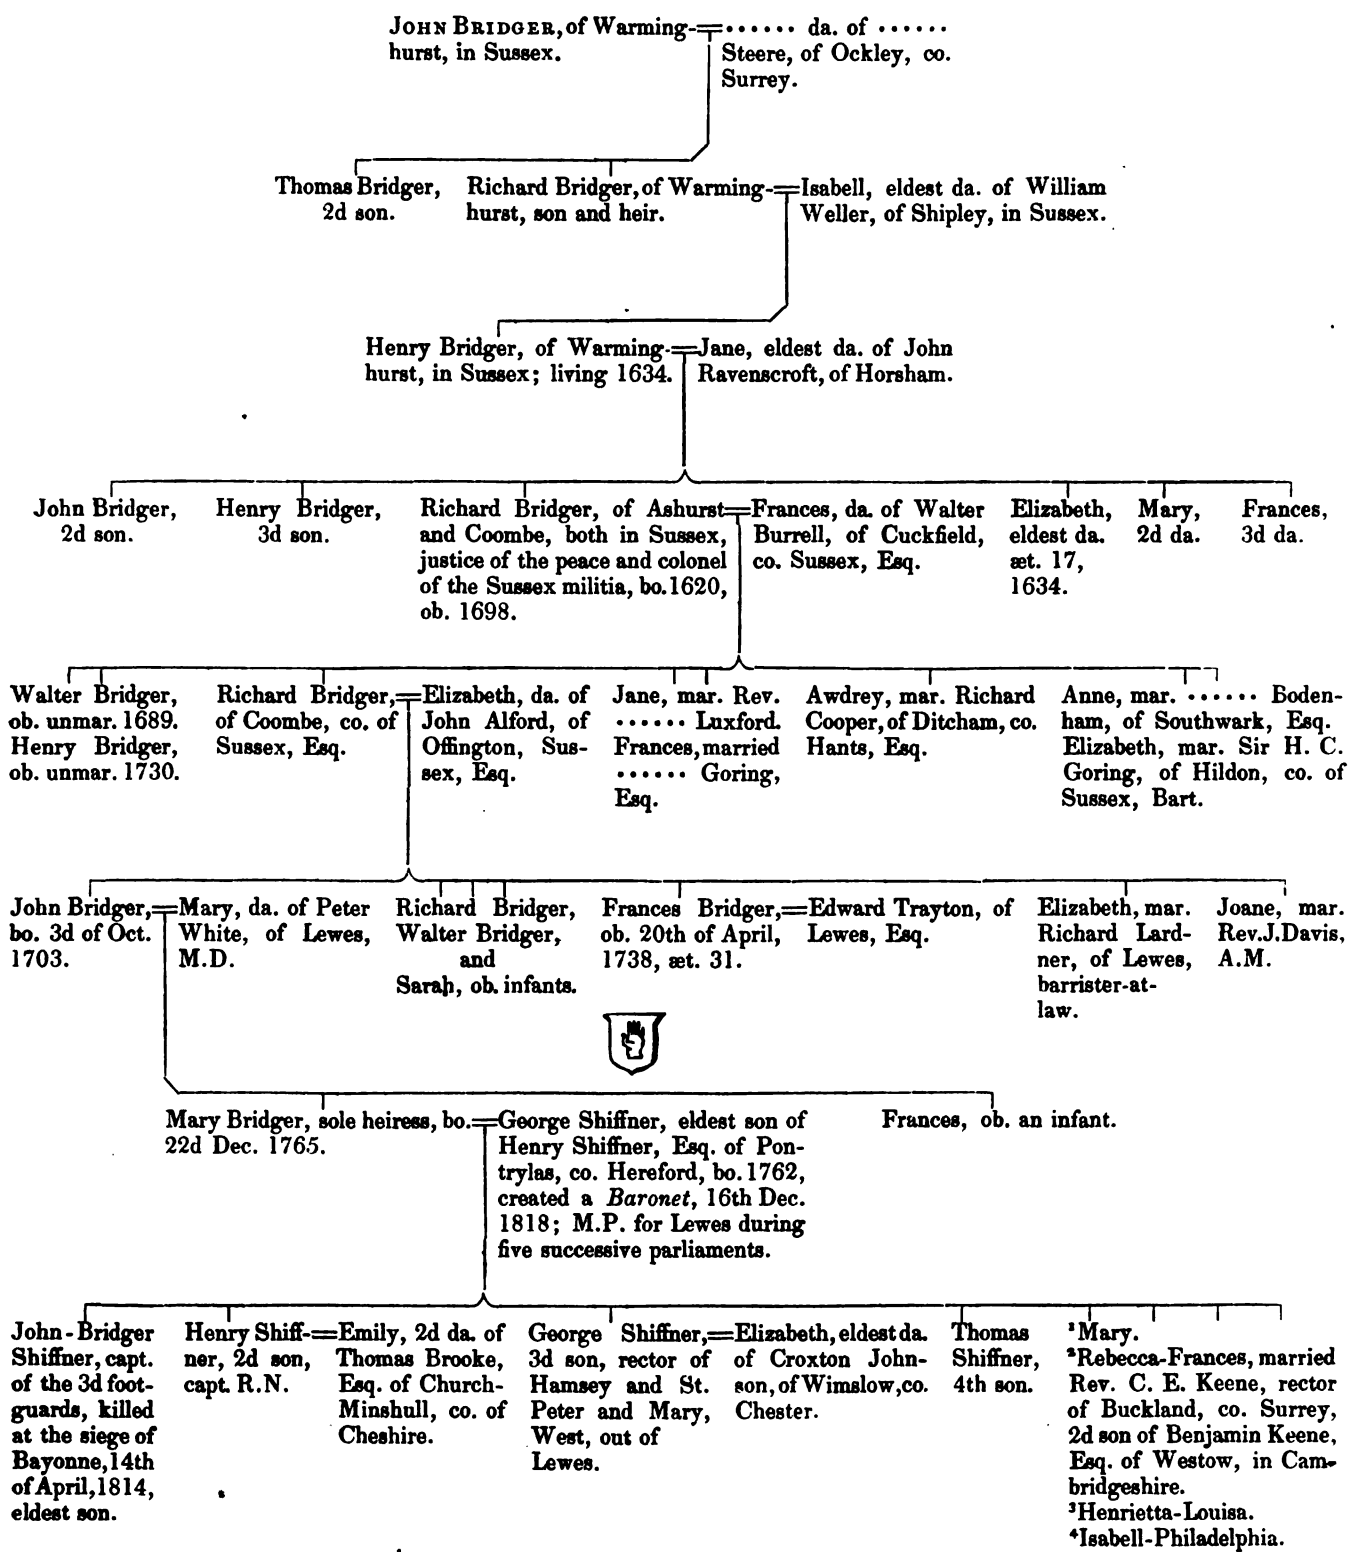 JOHN BRIDGER, of Warming-
hurst, in Sussex.
...... da. of ......
Steere, of Ockley, co.
Surrey.
Thomas Bridger,
2d son.
Richard Bridger, of Warming-
hurst, son and heir.
Isabell, eldest da. of William
Weller, of Shipley, in Sussex.
Henry Bridger, of Warming-
hurst, in Sussex; living 1634.
Jane, eldest da. of John
Ravenscroft, of Horsham.
John Bridger,
2d son.
Henry Bridger,
3d son.
Richard Bridger, of Ashurst
and Coombe, both in Sussex,
justice of the peace and colonel
of the Sussex militia, bo. 1620,
ob. 1698.
Frances, da. of Walter
Burrell, of Cuckfield,
co. Sussex, Esq.
Elizabeth,
eldest da.
æt. 17,
1634.
Mary,
2d da.
Frances,
3d da.
Walter Bridger,
ob. unmar. 1689.
Henry Bridger,
ob. unmar. 1730.
Richard Bridger,
of Coombe, co. of
Sussex, Esq.
Elizabeth, da. of
John Alford, of
Offington, Sus-
sex, Esq.
Jane, mar. Rev.
...... Luxford.
Frances, married
...... Goring,
Esq.
Awdrey, mar. Richard
Cooper, of Ditcham, co.
Hants, Esq.
Anne, mar. ...... Boden-
ham, of Southwark, Esq.
Elizabeth, mar. Sir H. C.
Goring, of Hildon, co. of
Sussex, Bart.
John Bridger,
bo. 3d of Oct.
1703.
Mary, da. of Peter
White, of Lewes,
M.D.
Richard Bridger,
Walter Bridger,
and
Sarah, ob. infants.
Frances Bridger,
ob. 20th of April,
1738, æt. 31.
Edward Trayton, of
Lewes, Esq.
Elizabeth, mar.
Richard Lard-
ner, of Lewes,
barrister-at-
law.
Joane, mar.
Rev. J. Davis,
A.M.
Mary Bridger, sole heiress, bo.
22d Dec. 1765.
George Shiffner, eldest son of
Henry Shiffner, Esq. of Pon-
trylas, co. Hereford, bo. 1762,
created a Baronet, 16th Dec.
1818; M.P. for Lewes during
five successive parliaments.
Frances, ob. an infant.
John-Bridger
Shiffner, capt.
of the 3d foot-
guards, killed
at the siege of
Bayonne, 14th
of April, 1814,
eldest son.
Henry Shiff-
ner, 2d son,
capt. R.N.
Emily, 2d da. of
Thomas Brooke,
Esq. of Church-
Minshull, co. of
Cheshire.
George Shiffner,
3d son, rector of
Hamsey and St.
Peter and Mary,
West, out of
Lewes.
Elizabeth, eldest da.
of Croxton John-
son, of Wimslow, co.
Chester.
Thomas
Shiffner,
4th son.
¹Mary.
²Rebecca-Frances, married
Rev. C. E. Keene, rector
of Buckland, co. Surrey,
2d son of Benjamin Keene,
Esq. of Westow, in Cam-
bridgeshire.
³Henrietta-Louisa.
⁴Isabell-Philadelphia.